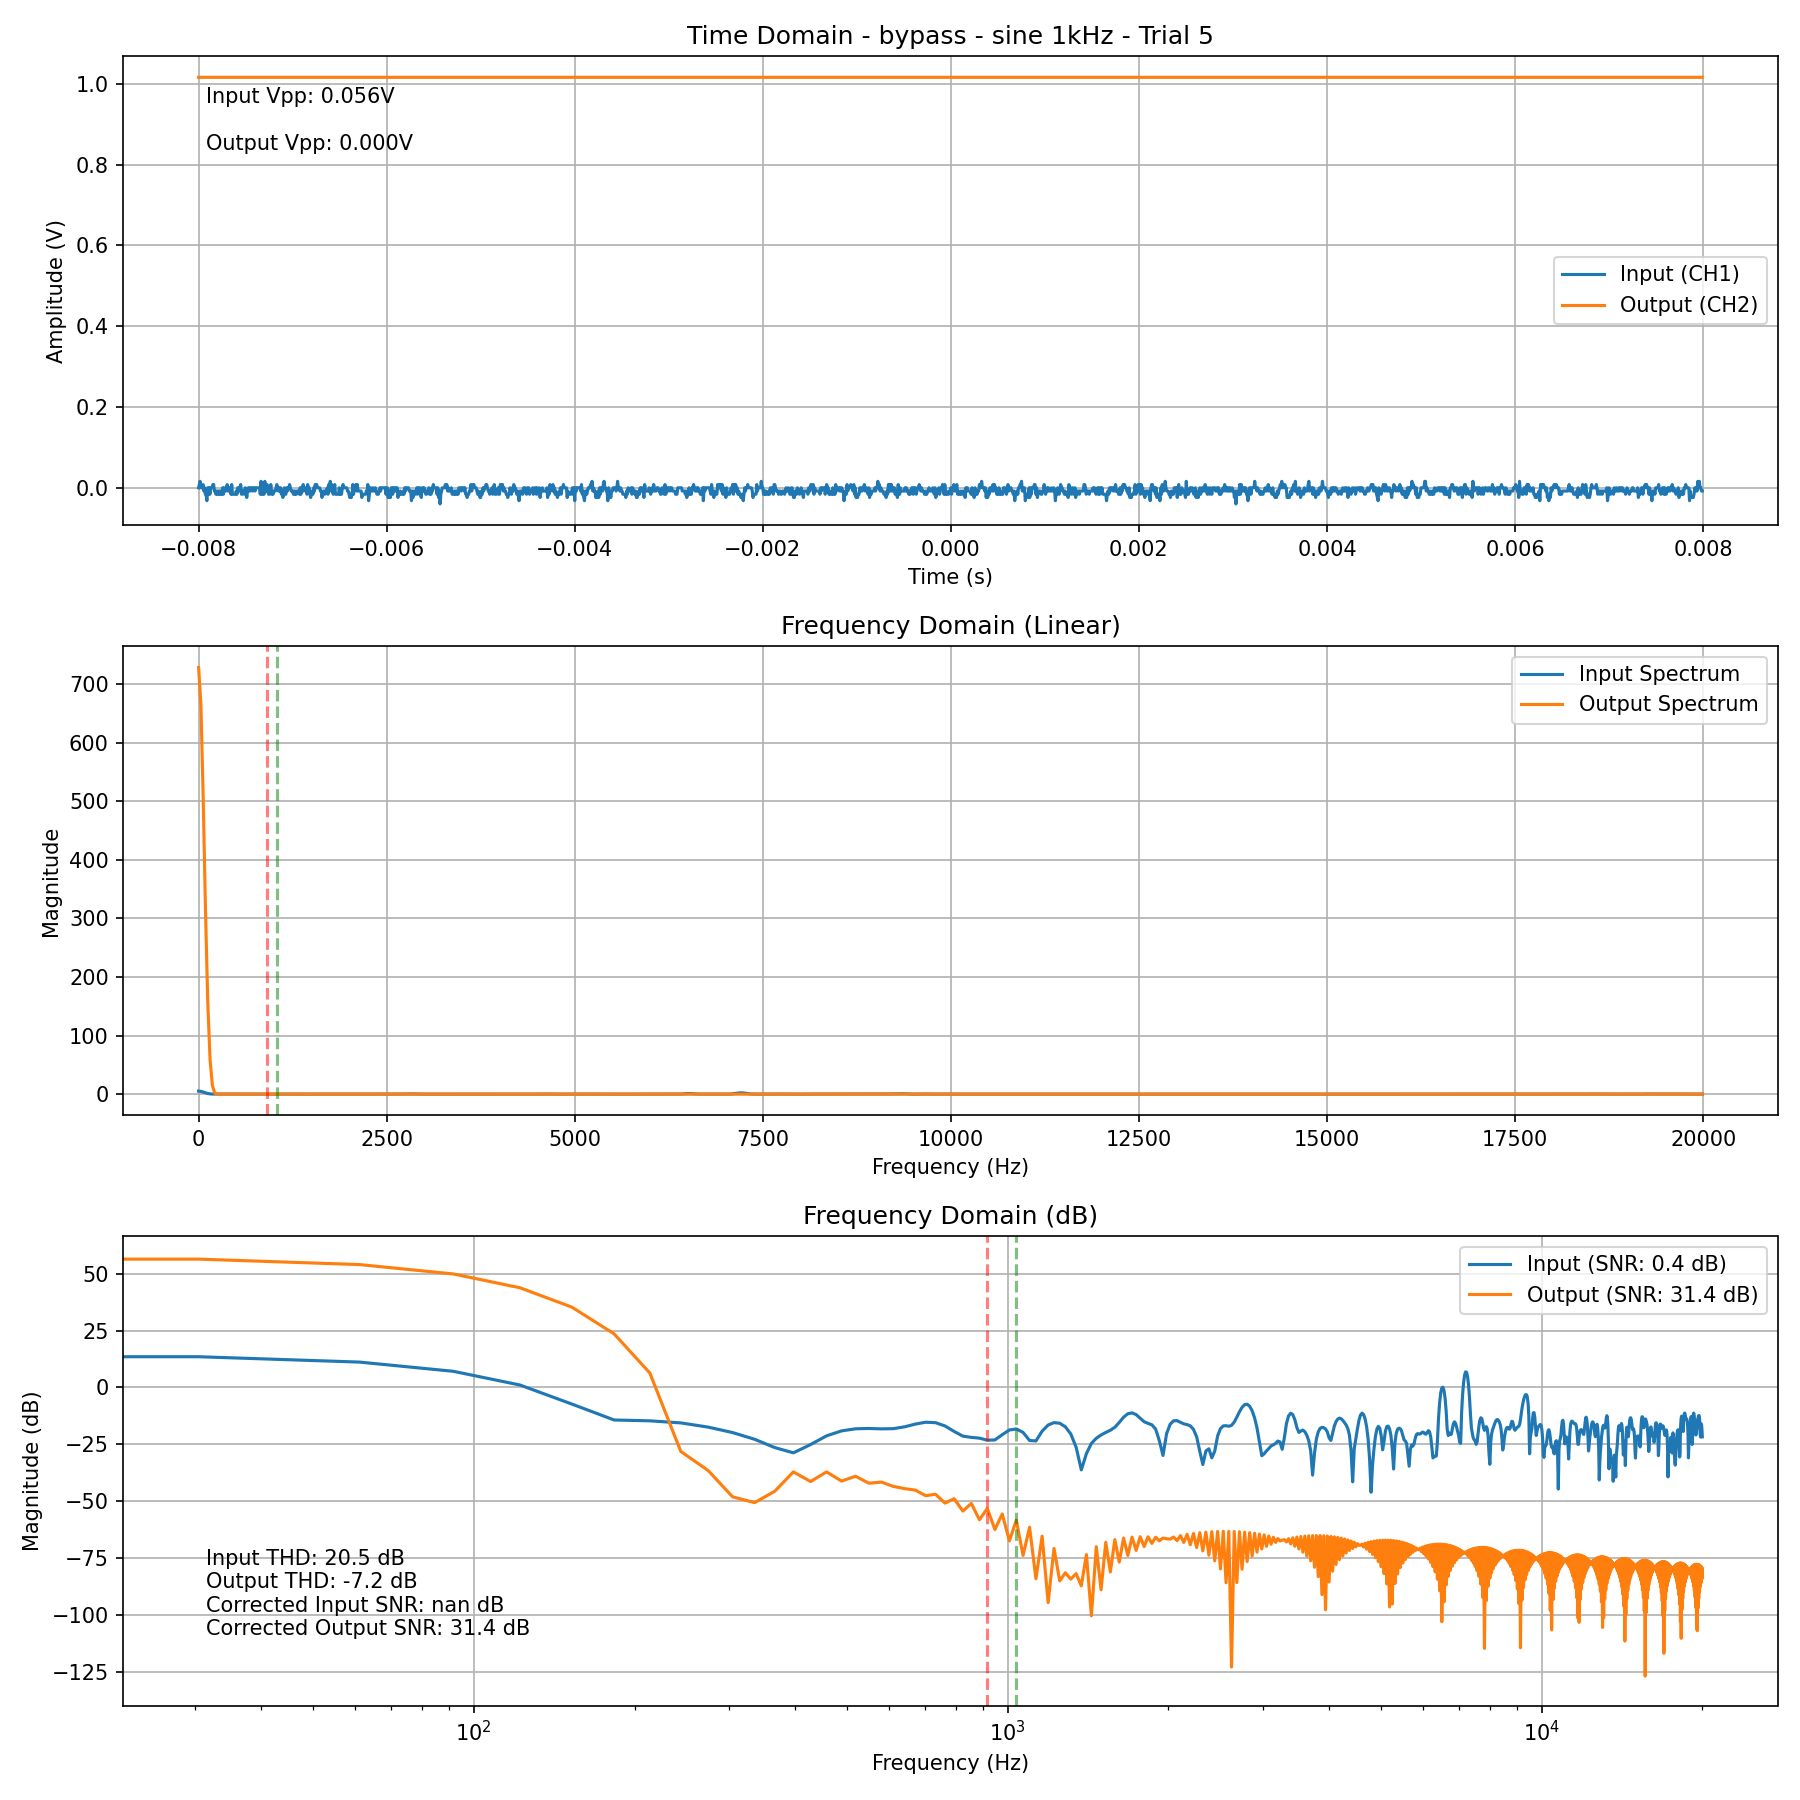 Time Domain - bypass - sine 1kHz - Trial 5
Amplitude (V)
1.0
0.8
0.6
0.4
0.2
0.0
Input Vpp: 0.056V
Output Vpp: 0.000V
Input (CH1)
Output (CH2)
−0.008
−0.006
−0.004
−0.002
0.000
0.002
0.004
0.006
0.008
Time (s)
Frequency Domain (Linear)
Magnitude
700
600
500
400
300
200
100
0
Input Spectrum
Output Spectrum
0
2500
5000
7500
10000
12500
15000
17500
20000
Frequency (Hz)
Frequency Domain (dB)
Magnitude (dB)
50
25
0
−25
−50
−75
−100
−125
Input (SNR: 0.4 dB)
Output (SNR: 31.4 dB)
Input THD: 20.5 dB
Output THD: -7.2 dB
Corrected Input SNR: nan dB
Corrected Output SNR: 31.4 dB
10²
10³
10⁴
Frequency (Hz)